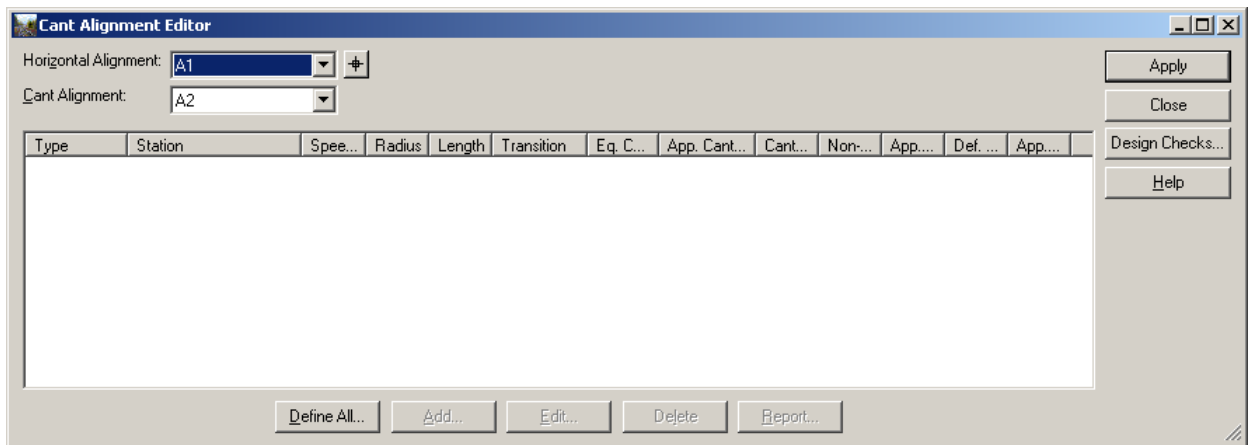 Cant Alignment Editor
Horizontal Alignment: A1
Apply
Cant Alignment: A2
Close
Type Station Spee... Radius Length Transition Eq. C... App. Cant... Cant... Non-... App.... Def. ... App....
Design Checks...
Help
Define All... Add... Edit... Delete Report...